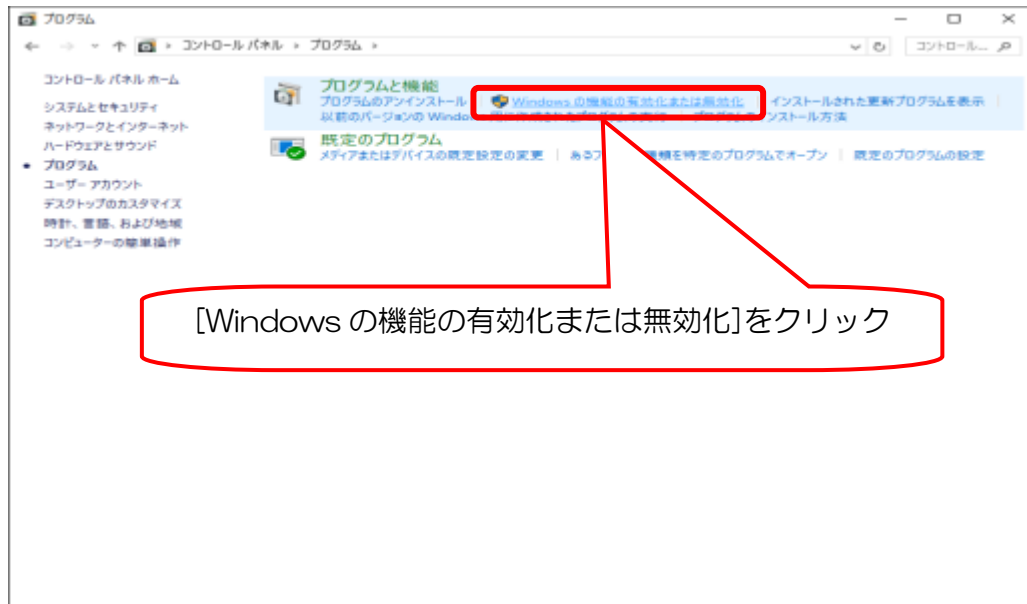 プログラム
コントロール パネル › プログラム ›
コントロール...
コントロール パネル ホーム
システムとセキュリティ
ネットワークとインターネット
ハードウェアとサウンド
プログラム
ユーザー アカウント
デスクトップのカスタマイズ
時計、言語、および地域
コンピューターの簡単操作
プログラムと機能
プログラムのアンインストール Windows の機能の有効化または無効化 インストールされた更新プログラムを表示
以前のバージョンの Windo ンストール方法
既定のプログラム
メディアまたはデバイスの既定設定の変更 あるフ 種類を特定のプログラムでオープン 既定のプログラムの設定
[Windows の機能の有効化または無効化]をクリック